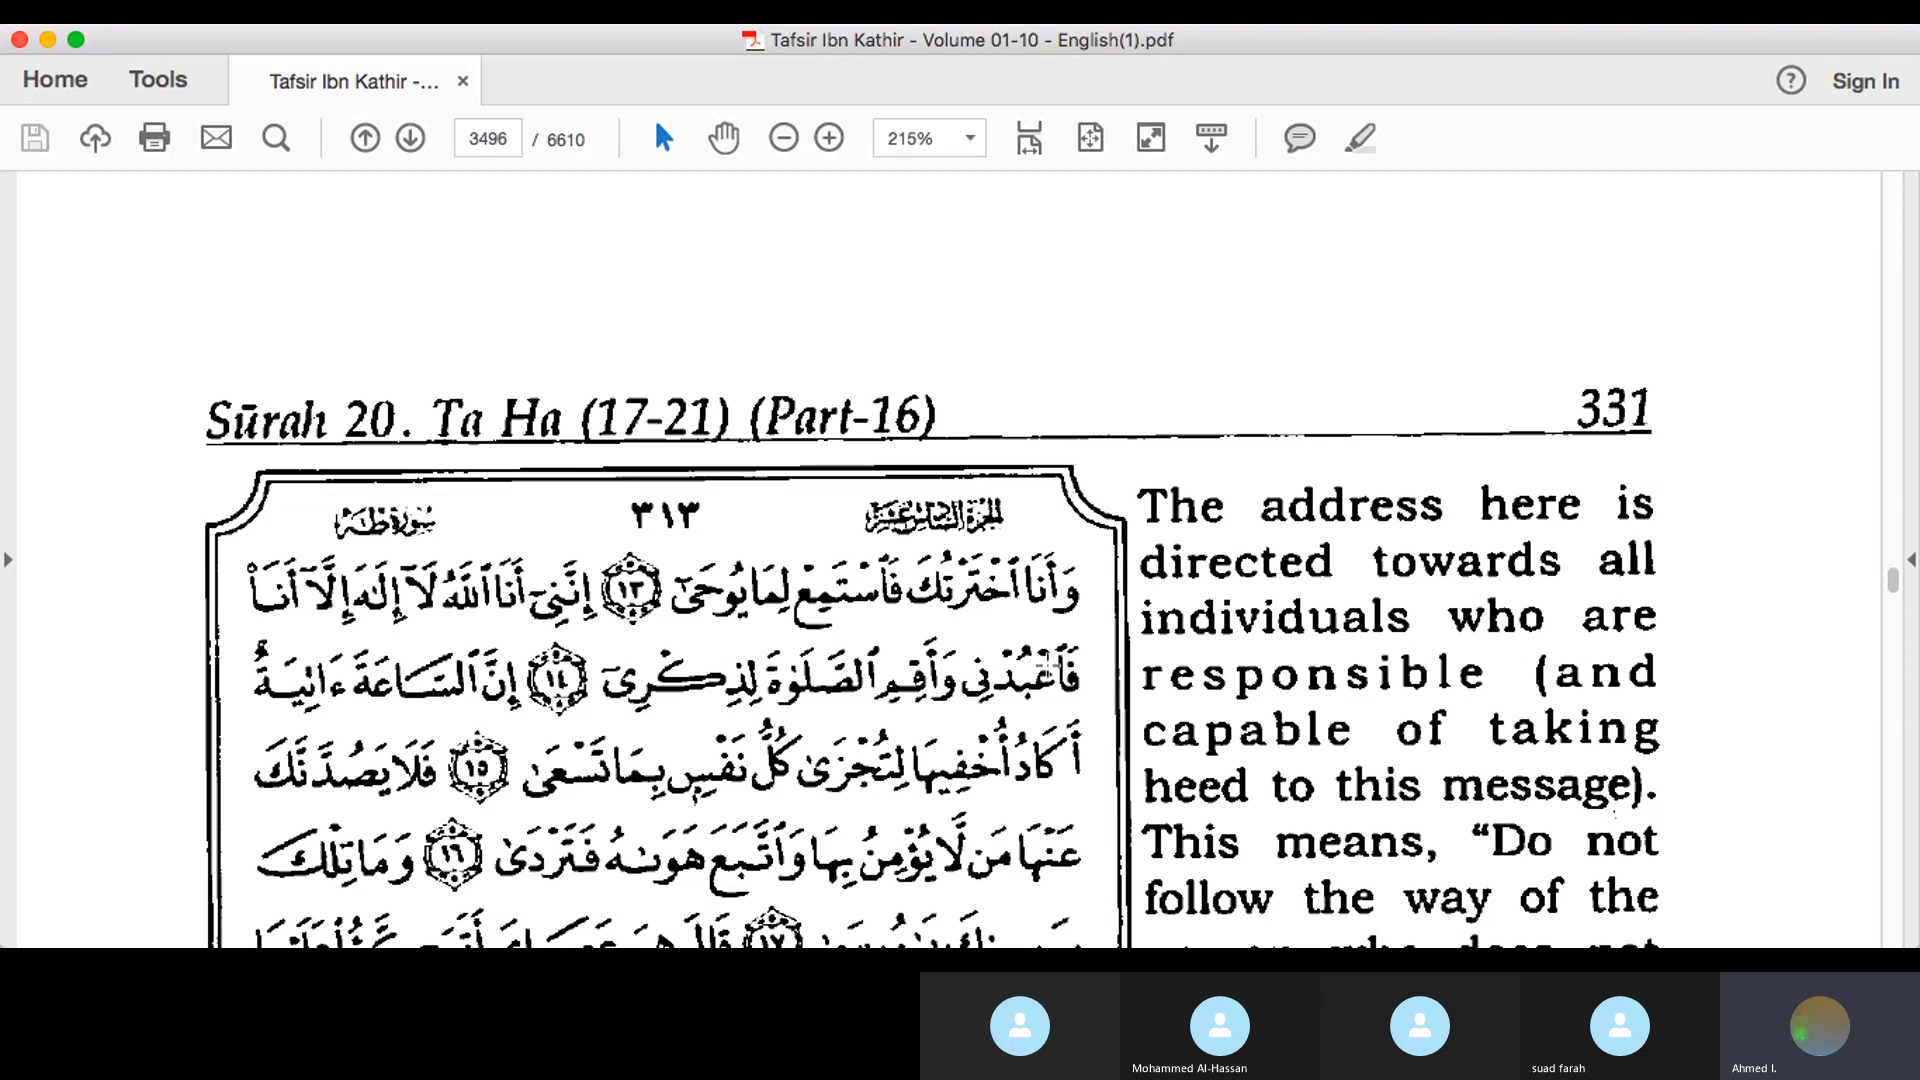 Tafsir Ibn Kathir - Volume 01-10 - English(1).pdf
Home Tools Tafsir Ibn Kathir -... × ? Sign In
3496 / 6610 215%
Sūrah 20. Ta Ha (17-21) (Part-16) 331
سورة طه ٣١٣ الجزء السادس عشر
وَأَنَا ٱخْتَرْتُكَ فَٱسْتَمِعْ لِمَا يُوحَىٰٓ ١٣ إِنَّنِىٓ أَنَا ٱللَّهُ لَآ إِلَٰهَ إِلَّآ أَنَا۠
فَٱعْبُدْنِى وَأَقِمِ ٱلصَّلَوٰةَ لِذِكْرِىٓ ١٤ إِنَّ ٱلسَّاعَةَ ءَاتِيَةٌ
أَكَادُ أُخْفِيهَا لِتُجْزَىٰ كُلُّ نَفْسٍۭ بِمَا تَسْعَىٰ ١٥ فَلَا يَصُدَّنَّكَ
عَنْهَا مَن لَّا يُؤْمِنُ بِهَا وَٱتَّبَعَ هَوَىٰهُ فَتَرْدَىٰ ١٦ وَمَا تِلْكَ
The address here is
directed towards all
individuals who are
responsible (and
capable of taking
heed to this message).
This means, “Do not
follow the way of the
Mohammed Al-Hassan
suad farah
Ahmed I.